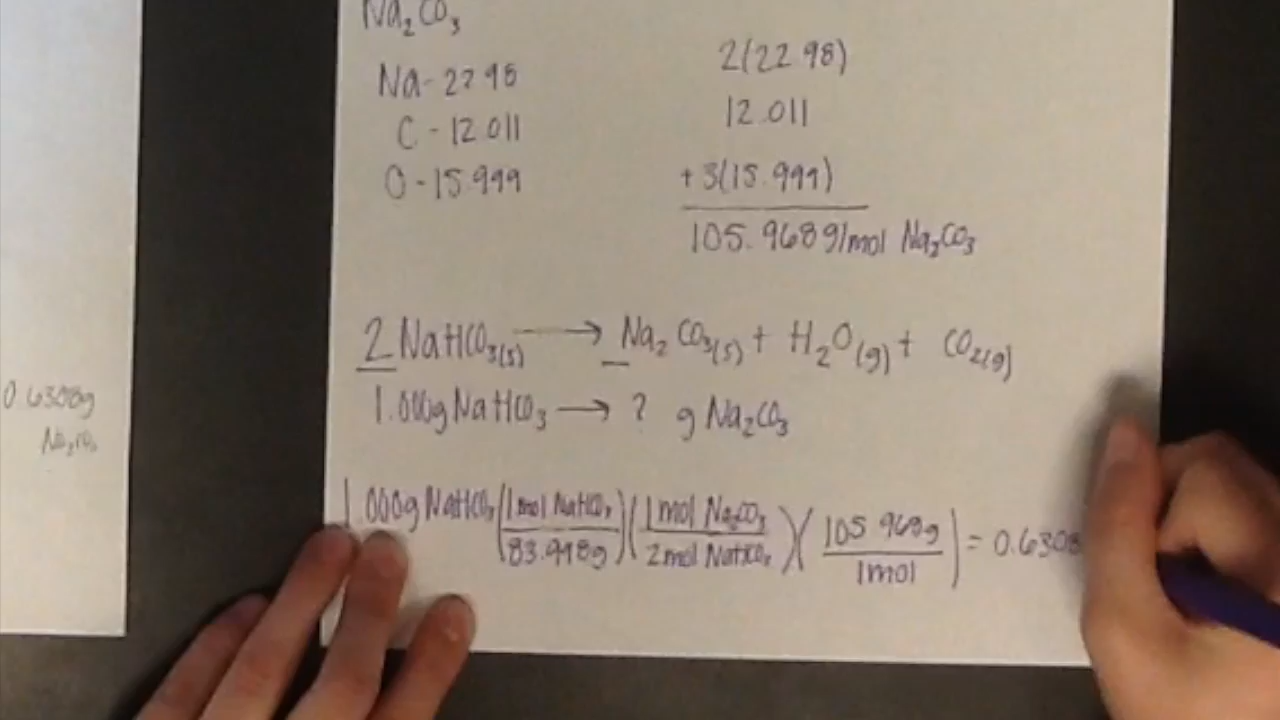 Na₂CO₃
Na - 22.98
C - 12.011
O - 15.999
2(22.98)
12.011
+ 3(15.999)
105.968g/mol Na₂CO₃
2 NaHCO₃(s) → Na₂CO₃(s) + H₂O(g) + CO₂(g)
1.000g NaHCO₃ → ? g Na₂CO₃
1.000g NaHCO₃ (1 mol NaHCO₃ / 83.998g) (1 mol Na₂CO₃ / 2 mol NaHCO₃) (105.968g / 1 mol) = 0.6308
0.6308g
Na₂CO₃